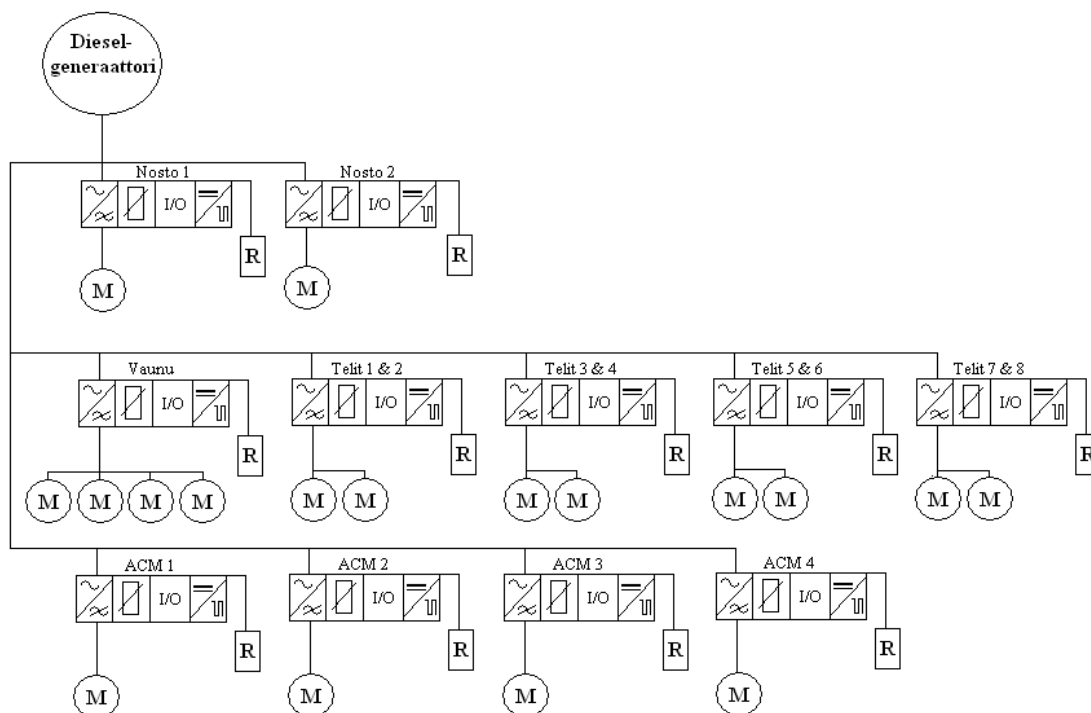 Diesel-
generaattori
Nosto 1 Nosto 2
I/O I/O
R R
M M
Vaunu Telit 1 & 2 Telit 3 & 4 Telit 5 & 6 Telit 7 & 8
I/O I/O I/O I/O I/O
R R R R R
M M M M M M M M M M M M
ACM 1 ACM 2 ACM 3 ACM 4
I/O I/O I/O I/O
R R R R
M M M M